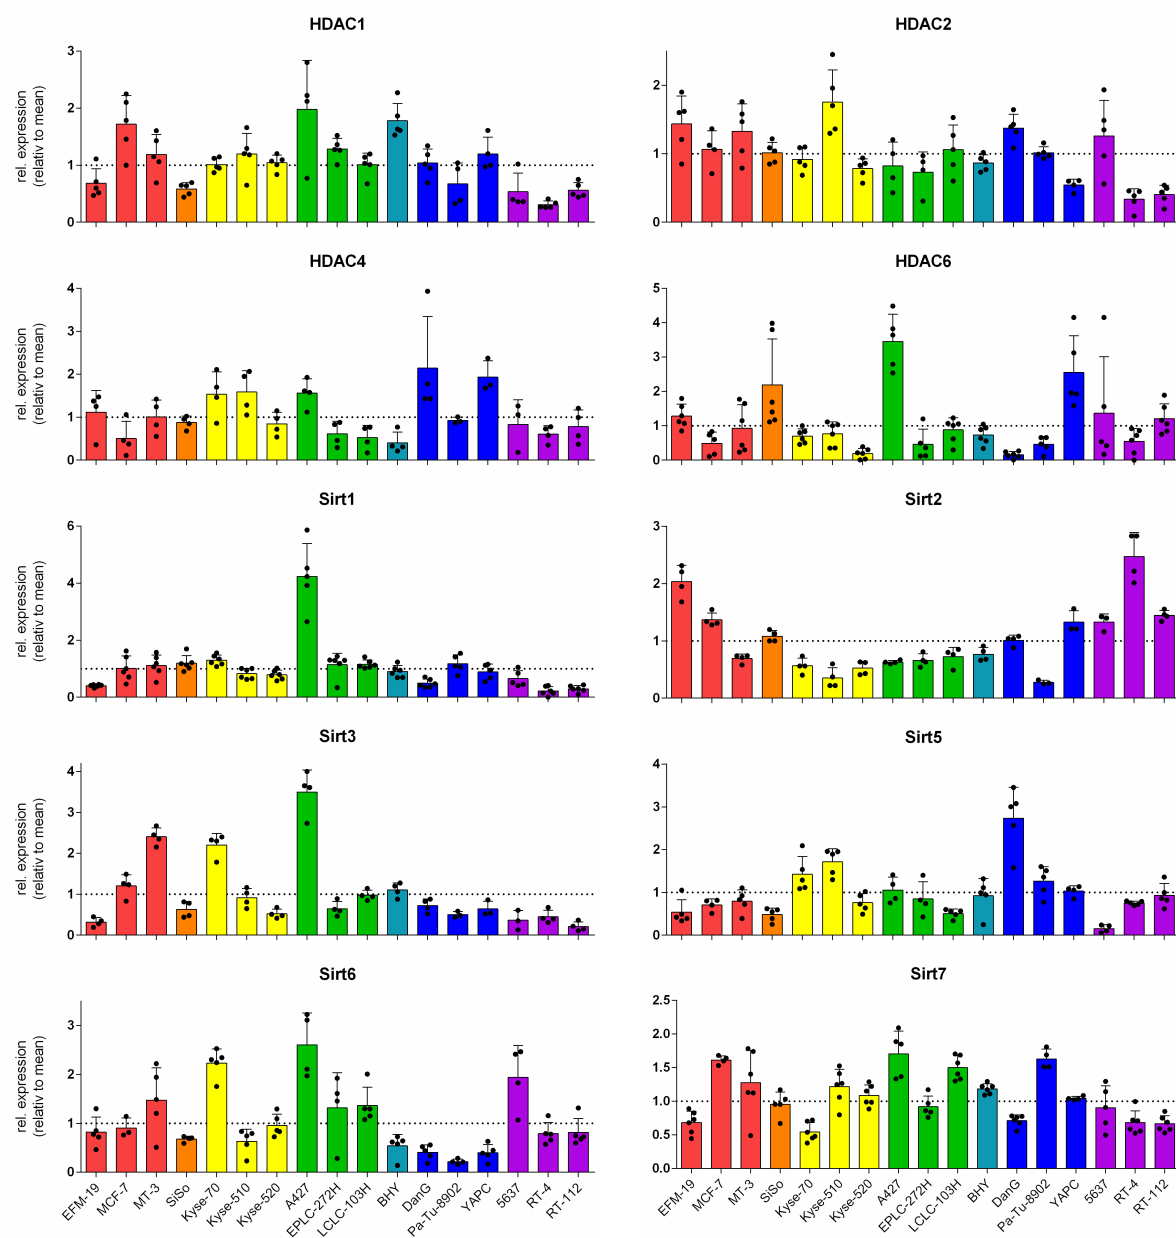 HDAC1
HDAC2
rel. expression
(relativ to mean)
3
2
1
0
2
1
0
HDAC4
HDAC6
rel. expression
(relativ to mean)
4
3
2
1
0
5
4
3
2
1
0
Sirt1
Sirt2
rel. expression
(relative to mean)
6
4
2
1
0
3
2
1
0
Sirt3
Sirt5
rel. expression
(relativ to mean)
4
3
2
1
0
4
3
2
1
0
Sirt6
Sirt7
rel. expression
(relative to mean)
3
2
1
0
2.5
2.0
1.5
1.0
0.5
0.0
EFM-19
MCF-7
MT-3
SiSo
Kyse-70
Kyse-510
Kyse-520
A427
EPLC-272H
LCLC-103H
BHY
DanG
Pa-Tu-8902
YAPC
5637
RT-4
RT-112
EFM-19
MCF-7
MT-3
SiSo
Kyse-70
Kyse-510
Kyse-520
A427
EPLC-272H
LCLC-103H
BHY
DanG
Pa-Tu-8902
YAPC
5637
RT-4
RT-112